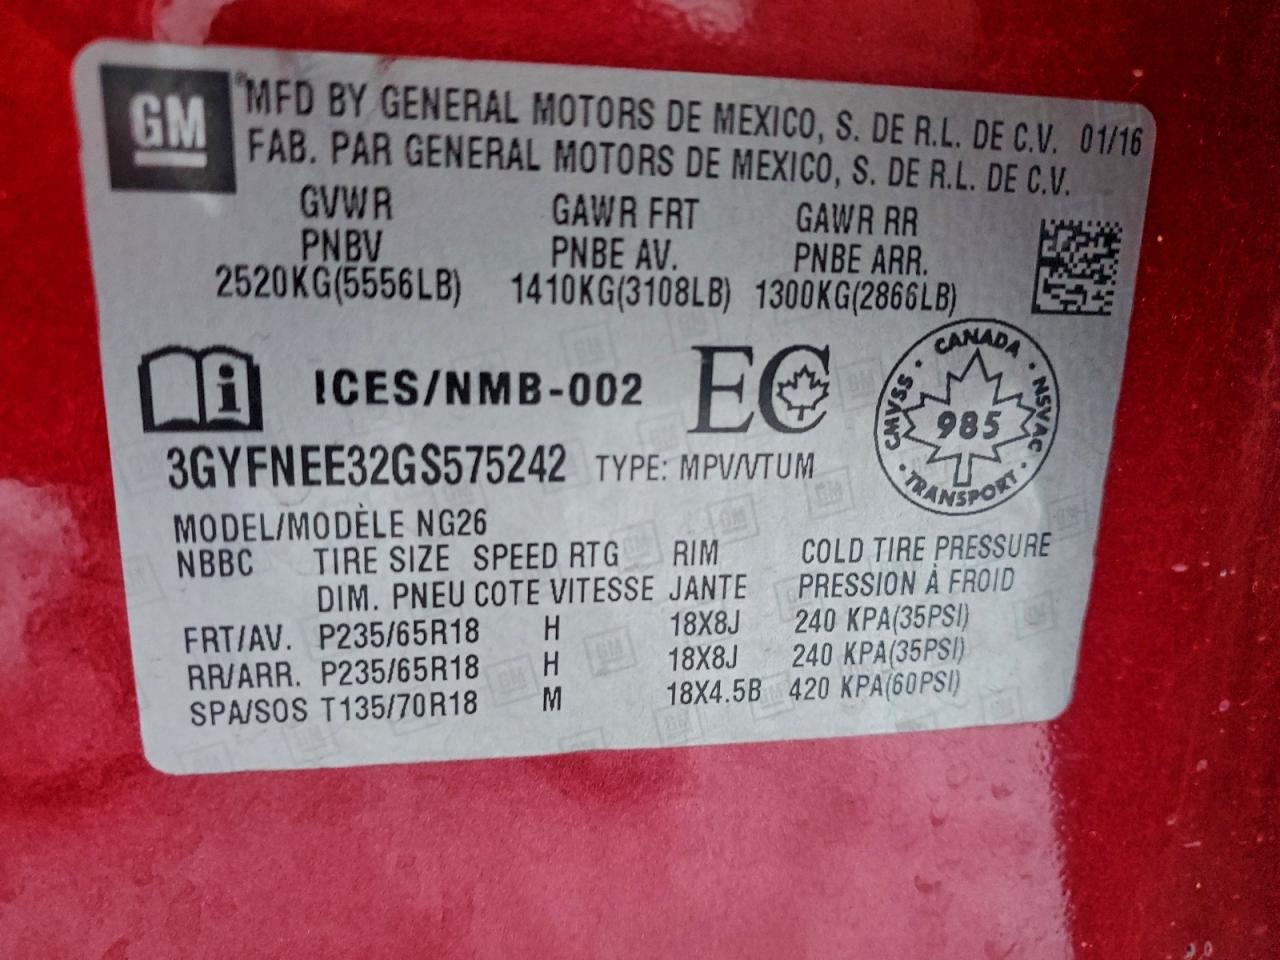 GM
®MFD BY GENERAL MOTORS DE MEXICO, S. DE R.L. DE C.V. 01/16
FAB. PAR GENERAL MOTORS DE MEXICO, S. DE R.L. DE C.V.
GVWR GAWR FRT GAWR RR
PNBV PNBE AV. PNBE ARR.
2520KG(5556LB) 1410KG(3108LB) 1300KG(2866LB)
i ICES/NMB-002 EC
CANADA
CMVSS · NSVAC
985
TRANSPORT
3GYFNEE32GS575242 TYPE: MPV/VTUM
MODEL/MODÈLE NG26
NBBC TIRE SIZE SPEED RTG RIM COLD TIRE PRESSURE
DIM. PNEU COTE VITESSE JANTE PRESSION À FROID
FRT/AV. P235/65R18 H 18X8J 240 KPA(35PSI)
RR/ARR. P235/65R18 H 18X8J 240 KPA(35PSI)
SPA/SOS T135/70R18 M 18X4.5B 420 KPA(60PSI)